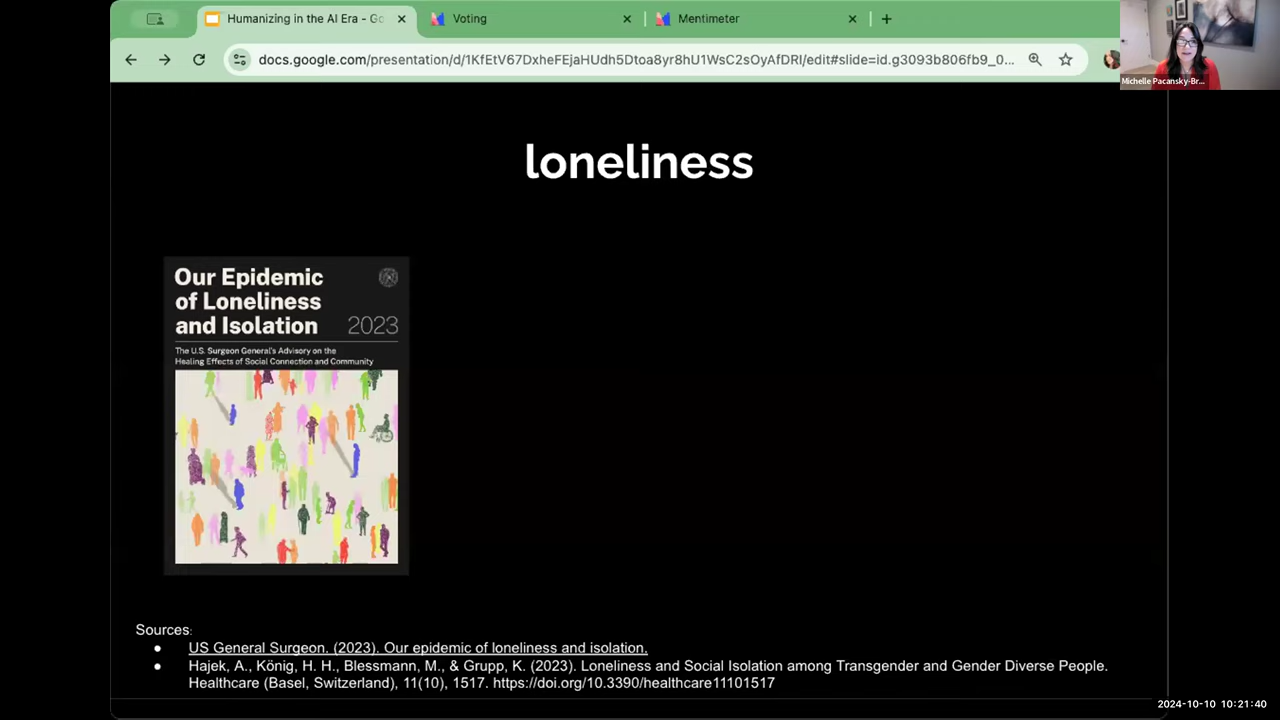 Humanizing in the AI Era - Go
Voting
Mentimeter
docs.google.com/presentation/d/1KfEtV67DxheFEjaHUdh5Dtoa8yr8hU1WsC2sOyAfDRI/edit#slide=id.g3093b806fb9_0...
Michelle Pacansky-Br...
loneliness
Our Epidemic
of Loneliness
and Isolation 2023
The U.S. Surgeon General's Advisory on the
Healing Effects of Social Connection and Community
Sources:
● US General Surgeon. (2023). Our epidemic of loneliness and isolation.
● Hajek, A., König, H. H., Blessmann, M., & Grupp, K. (2023). Loneliness and Social Isolation among Transgender and Gender Diverse People.
Healthcare (Basel, Switzerland), 11(10), 1517. https://doi.org/10.3390/healthcare11101517
2024-10-10 10:21:40